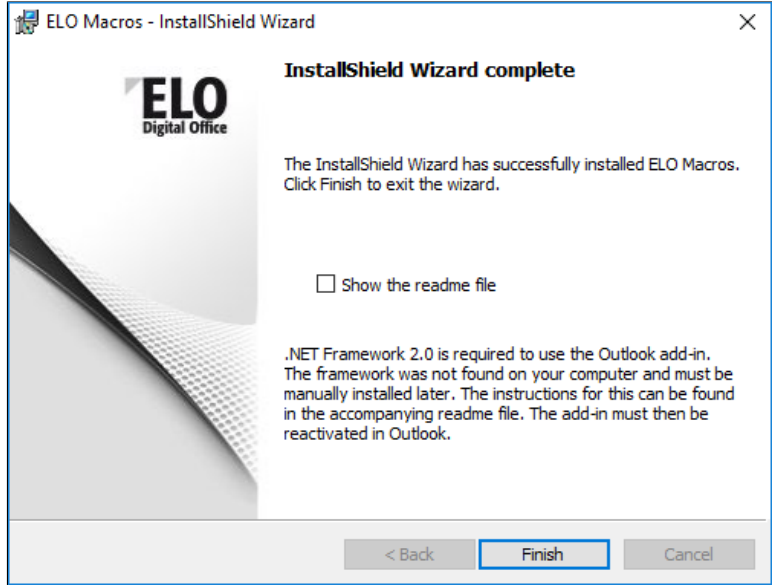 ELO Macros - InstallShield Wizard
ELO
Digital Office
InstallShield Wizard complete
The InstallShield Wizard has successfully installed ELO Macros.
Click Finish to exit the wizard.
Show the readme file
.NET Framework 2.0 is required to use the Outlook add-in.
The framework was not found on your computer and must be
manually installed later. The instructions for this can be found
in the accompanying readme file. The add-in must then be
reactivated in Outlook.
< Back
Finish
Cancel